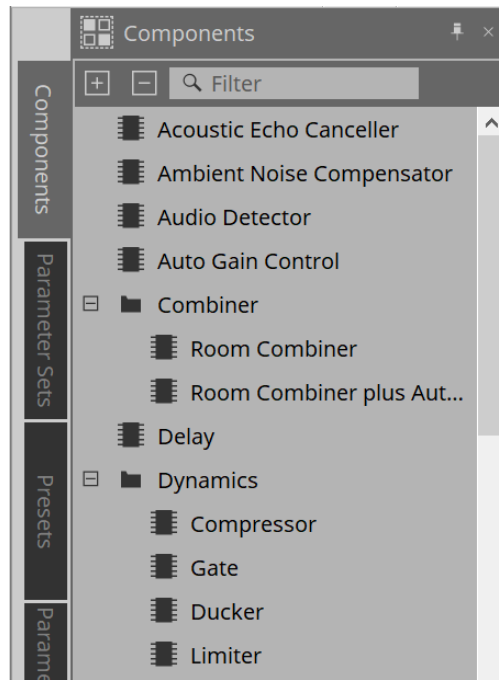 Components
Filter
Components
Parameter Sets
Presets
Parame
Acoustic Echo Canceller
Ambient Noise Compensator
Audio Detector
Auto Gain Control
Combiner
Room Combiner
Room Combiner plus Aut...
Delay
Dynamics
Compressor
Gate
Ducker
Limiter